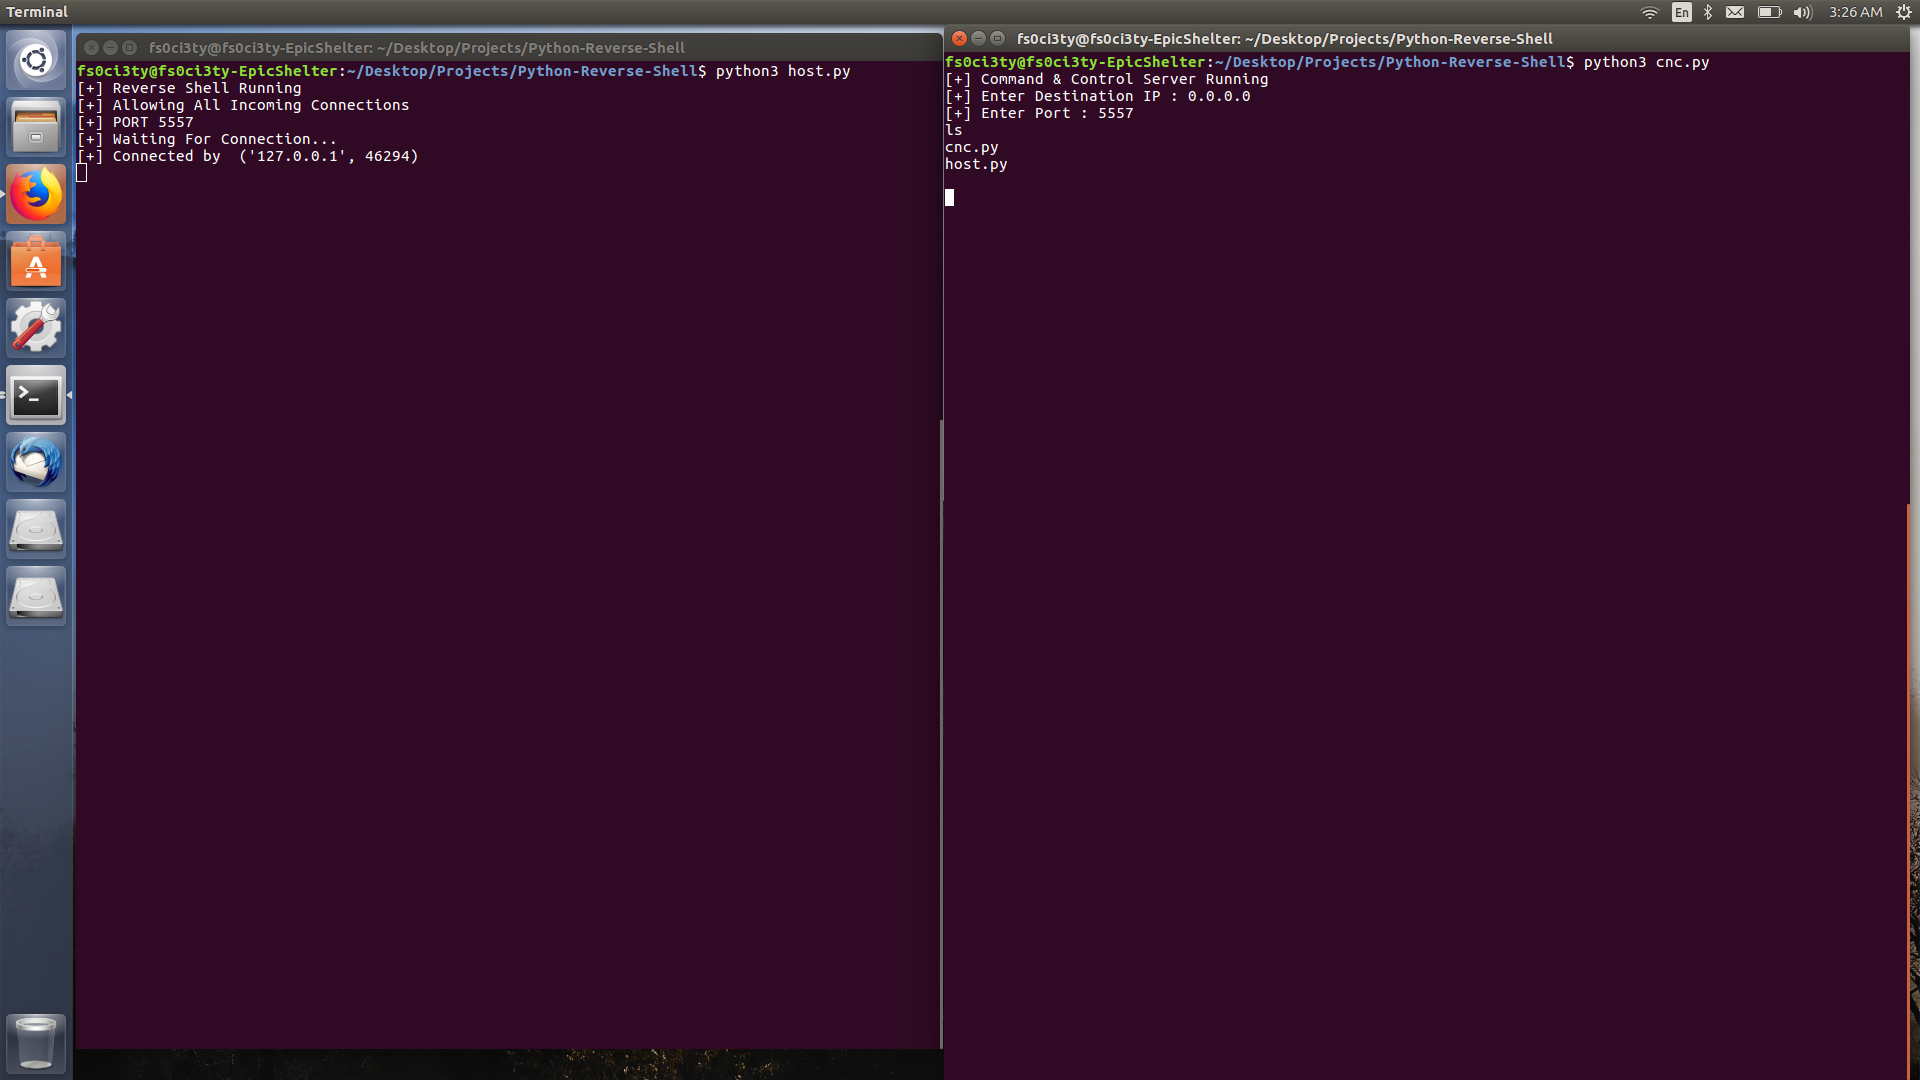 Terminal
En
3:26 AM
fs0ci3ty@fs0ci3ty-EpicShelter: ~/Desktop/Projects/Python-Reverse-Shell
fs0ci3ty@fs0ci3ty-EpicShelter:~/Desktop/Projects/Python-Reverse-Shell$ python3 host.py
[+] Reverse Shell Running
[+] Allowing All Incoming Connections
[+] PORT 5557
[+] Waiting For Connection...
[+] Connected by  ('127.0.0.1', 46294)
fs0ci3ty@fs0ci3ty-EpicShelter: ~/Desktop/Projects/Python-Reverse-Shell
fs0ci3ty@fs0ci3ty-EpicShelter:~/Desktop/Projects/Python-Reverse-Shell$ python3 cnc.py
[+] Command & Control Server Running
[+] Enter Destination IP : 0.0.0.0
[+] Enter Port : 5557
ls
cnc.py
host.py